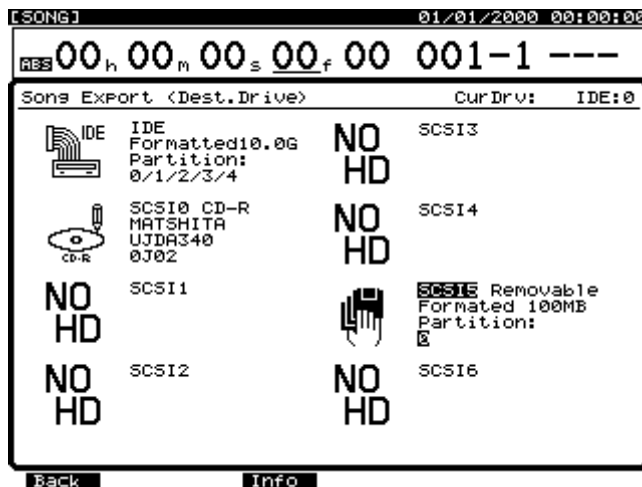 [SONG] 01/01/2000 00:00:00
ABS 00h 00m 00s 00f 00 001-1 ---
Song Export (Dest.Drive) CurDrv: IDE:0
IDE
IDE
Formatted10.0G
Partition:
0/1/2/3/4
NO HD
SCSI3
CD-R
SCSI0 CD-R
MATSHITA
UJDA340
0J02
NO HD
SCSI4
NO HD
SCSI1
SCSI5 Removable
Formated 100MB
Partition:
0
NO HD
SCSI2
NO HD
SCSI6
Back Info